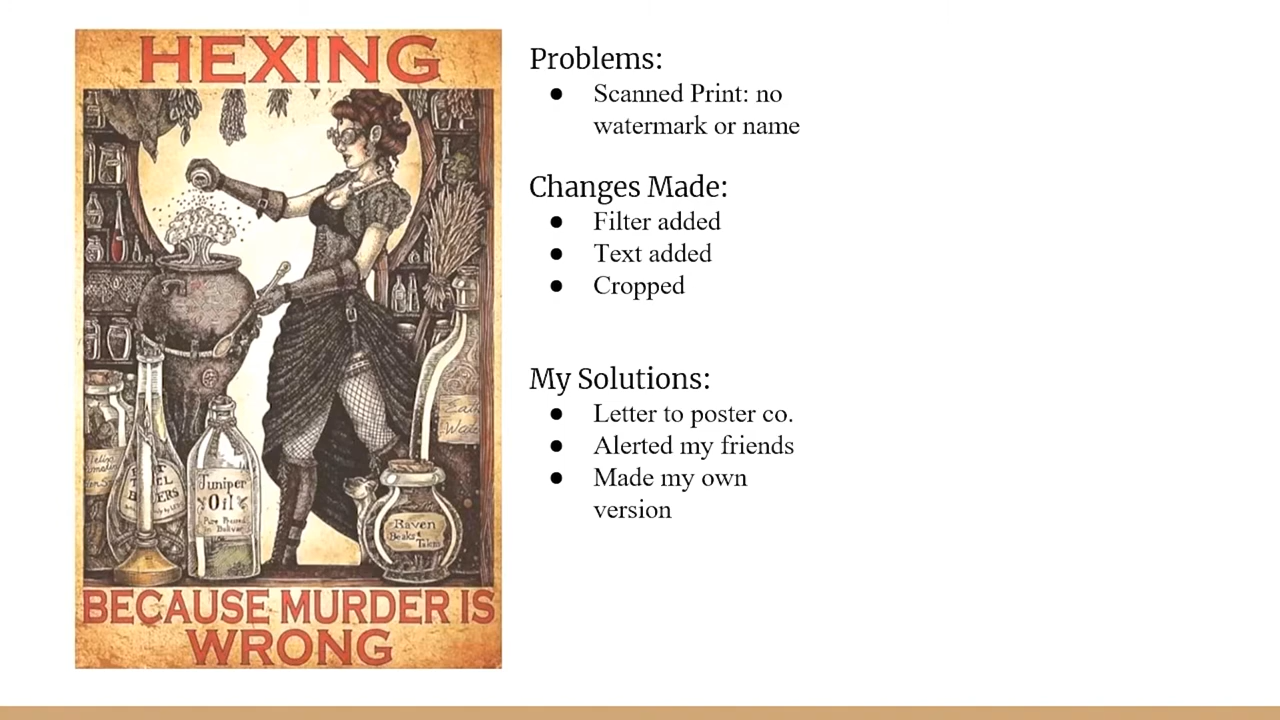 HEXING
Juniper
Oil
Raven
Beaks &
BECAUSE MURDER IS
WRONG
Problems:
● Scanned Print: no
watermark or name
Changes Made:
● Filter added
● Text added
● Cropped
My Solutions:
● Letter to poster co.
● Alerted my friends
● Made my own
version